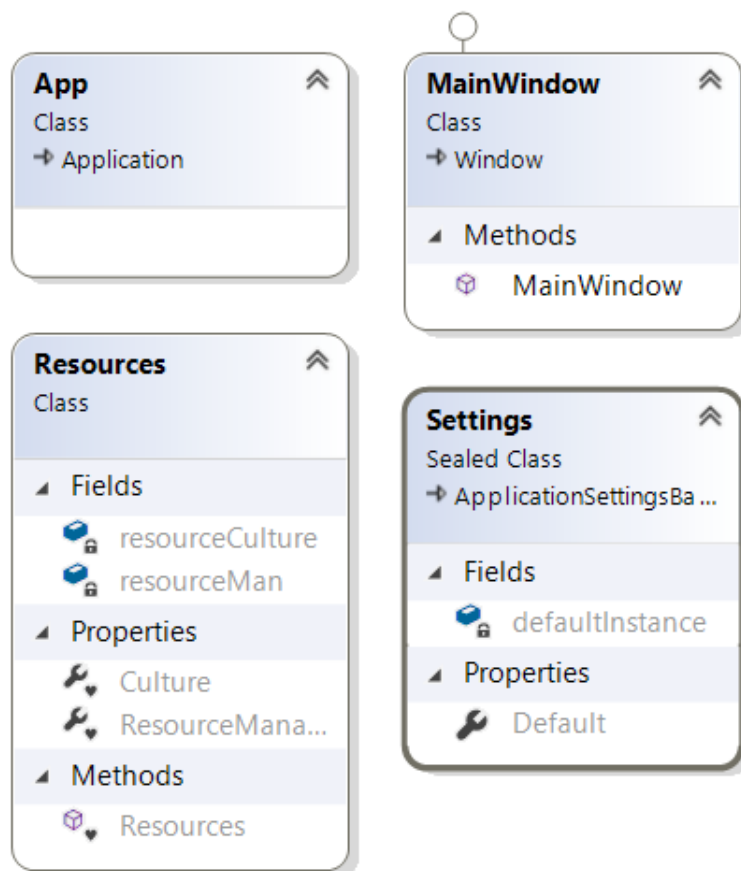 App
Class
Application
MainWindow
Class
Window
Methods
MainWindow
Resources
Class
Fields
resourceCulture
resourceMan
Properties
Culture
ResourceMana...
Methods
Resources
Settings
Sealed Class
ApplicationSettingsBa...
Fields
defaultInstance
Properties
Default